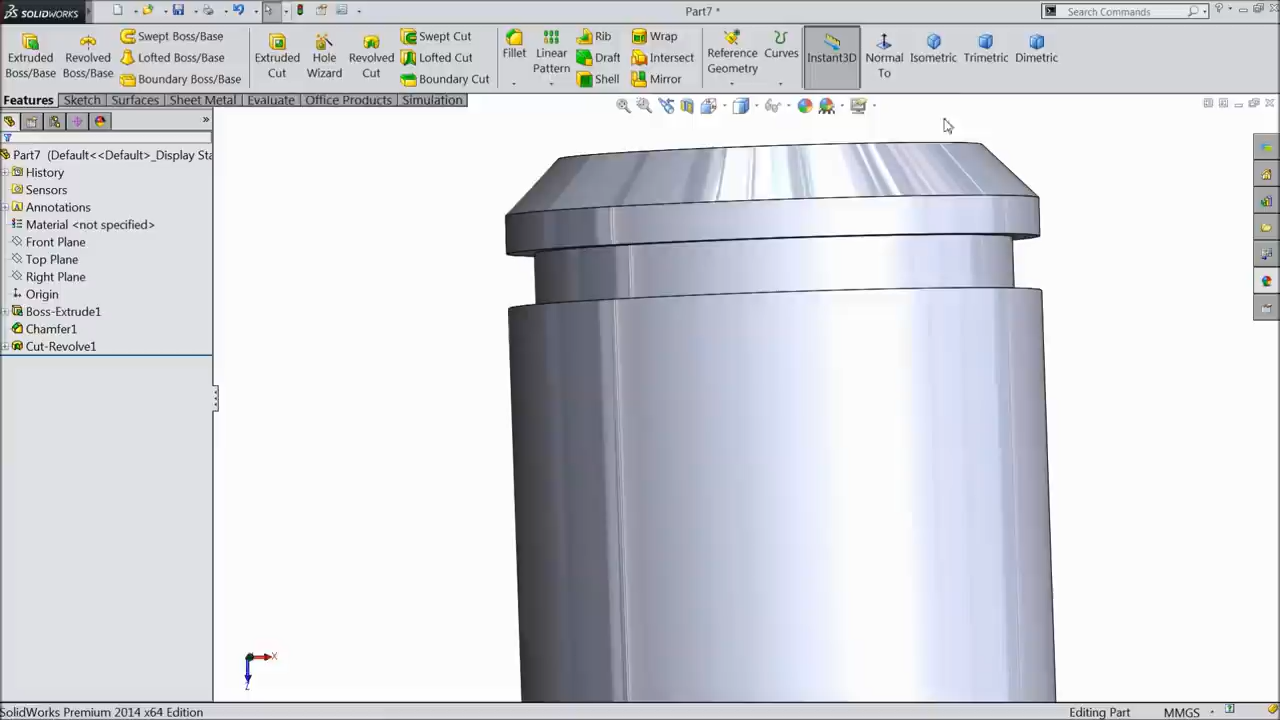 SOLIDWORKS
Part7 *
Search Commands
Extruded Boss/Base
Revolved Boss/Base
Swept Boss/Base
Lofted Boss/Base
Boundary Boss/Base
Extruded Cut
Hole Wizard
Revolved Cut
Swept Cut
Lofted Cut
Boundary Cut
Fillet
Linear Pattern
Rib
Draft
Shell
Wrap
Intersect
Mirror
Reference Geometry
Curves
Instant3D
Normal To
Isometric
Trimetric
Dimetric
Features Sketch Surfaces Sheet Metal Evaluate Office Products Simulation
Part7 (Default<<Default>_Display Sta
History
Sensors
Annotations
Material <not specified>
Front Plane
Top Plane
Right Plane
Origin
Boss-Extrude1
Chamfer1
Cut-Revolve1
X
Z
SolidWorks Premium 2014 x64 Edition
Editing Part
MMGS